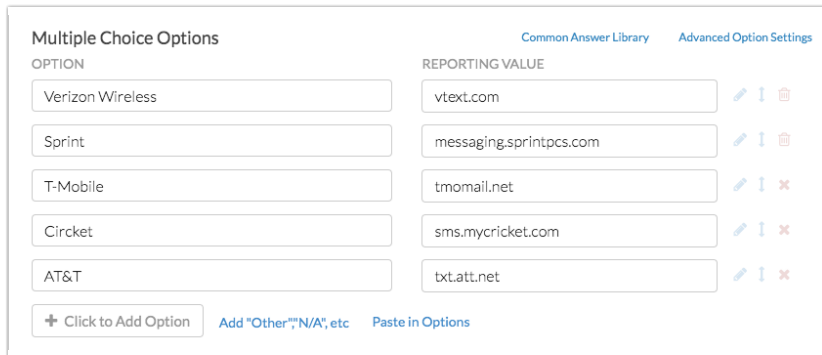 Multiple Choice Options Common Answer Library Advanced Option Settings
OPTION REPORTING VALUE
Verizon Wireless vtext.com
Sprint messaging.sprintpcs.com
T-Mobile tmomail.net
Circket sms.mycricket.com
AT&T txt.att.net
+ Click to Add Option Add "Other","N/A", etc Paste in Options